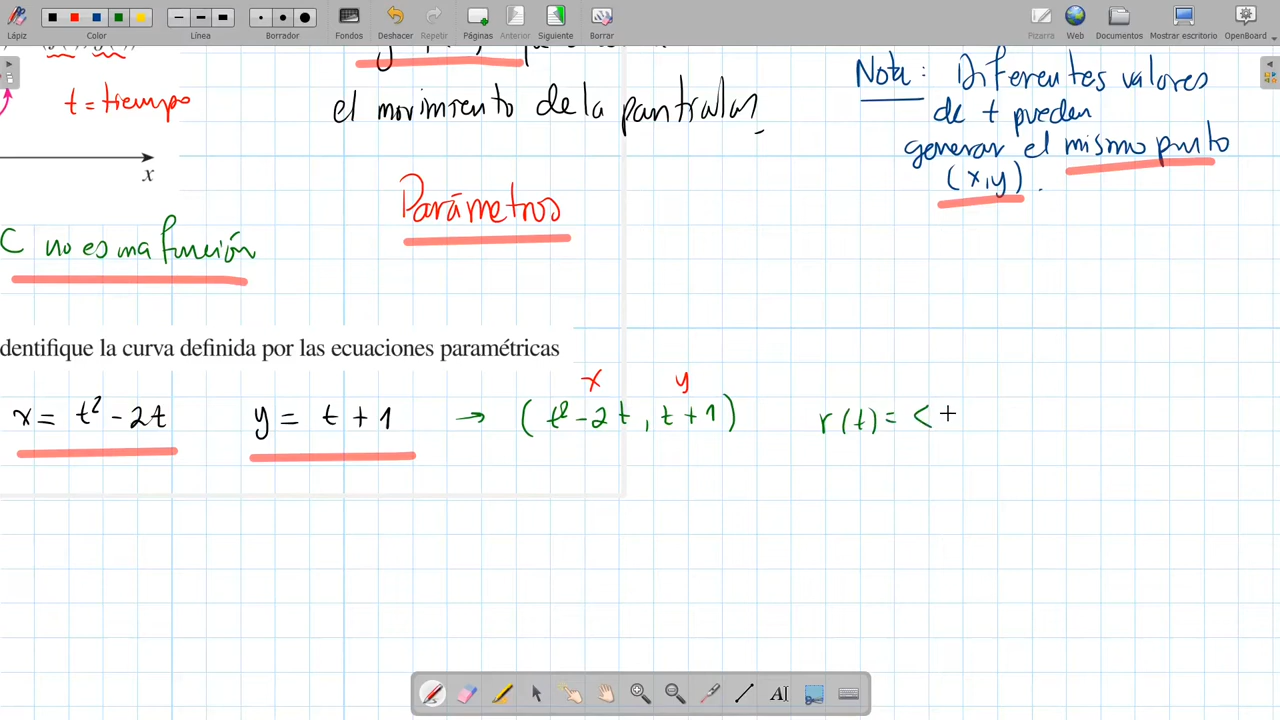 Lápiz Color Línea Borrador Fondos Deshacer Repetir Páginas Anterior Siguiente Borrar Pizarra Web Documentos Mostrar escritorio OpenBoard
t = tiempo
x
C no es una función
el movimiento de la pantralas
Parámetros
Nota: Diferentes valores
de t pueden
generar el mismo punto
(x,y).
dentifique la curva definida por las ecuaciones paramétricas
x y
x = t² - 2t y = t + 1 → (t² - 2t, t + 1) r(t) = <